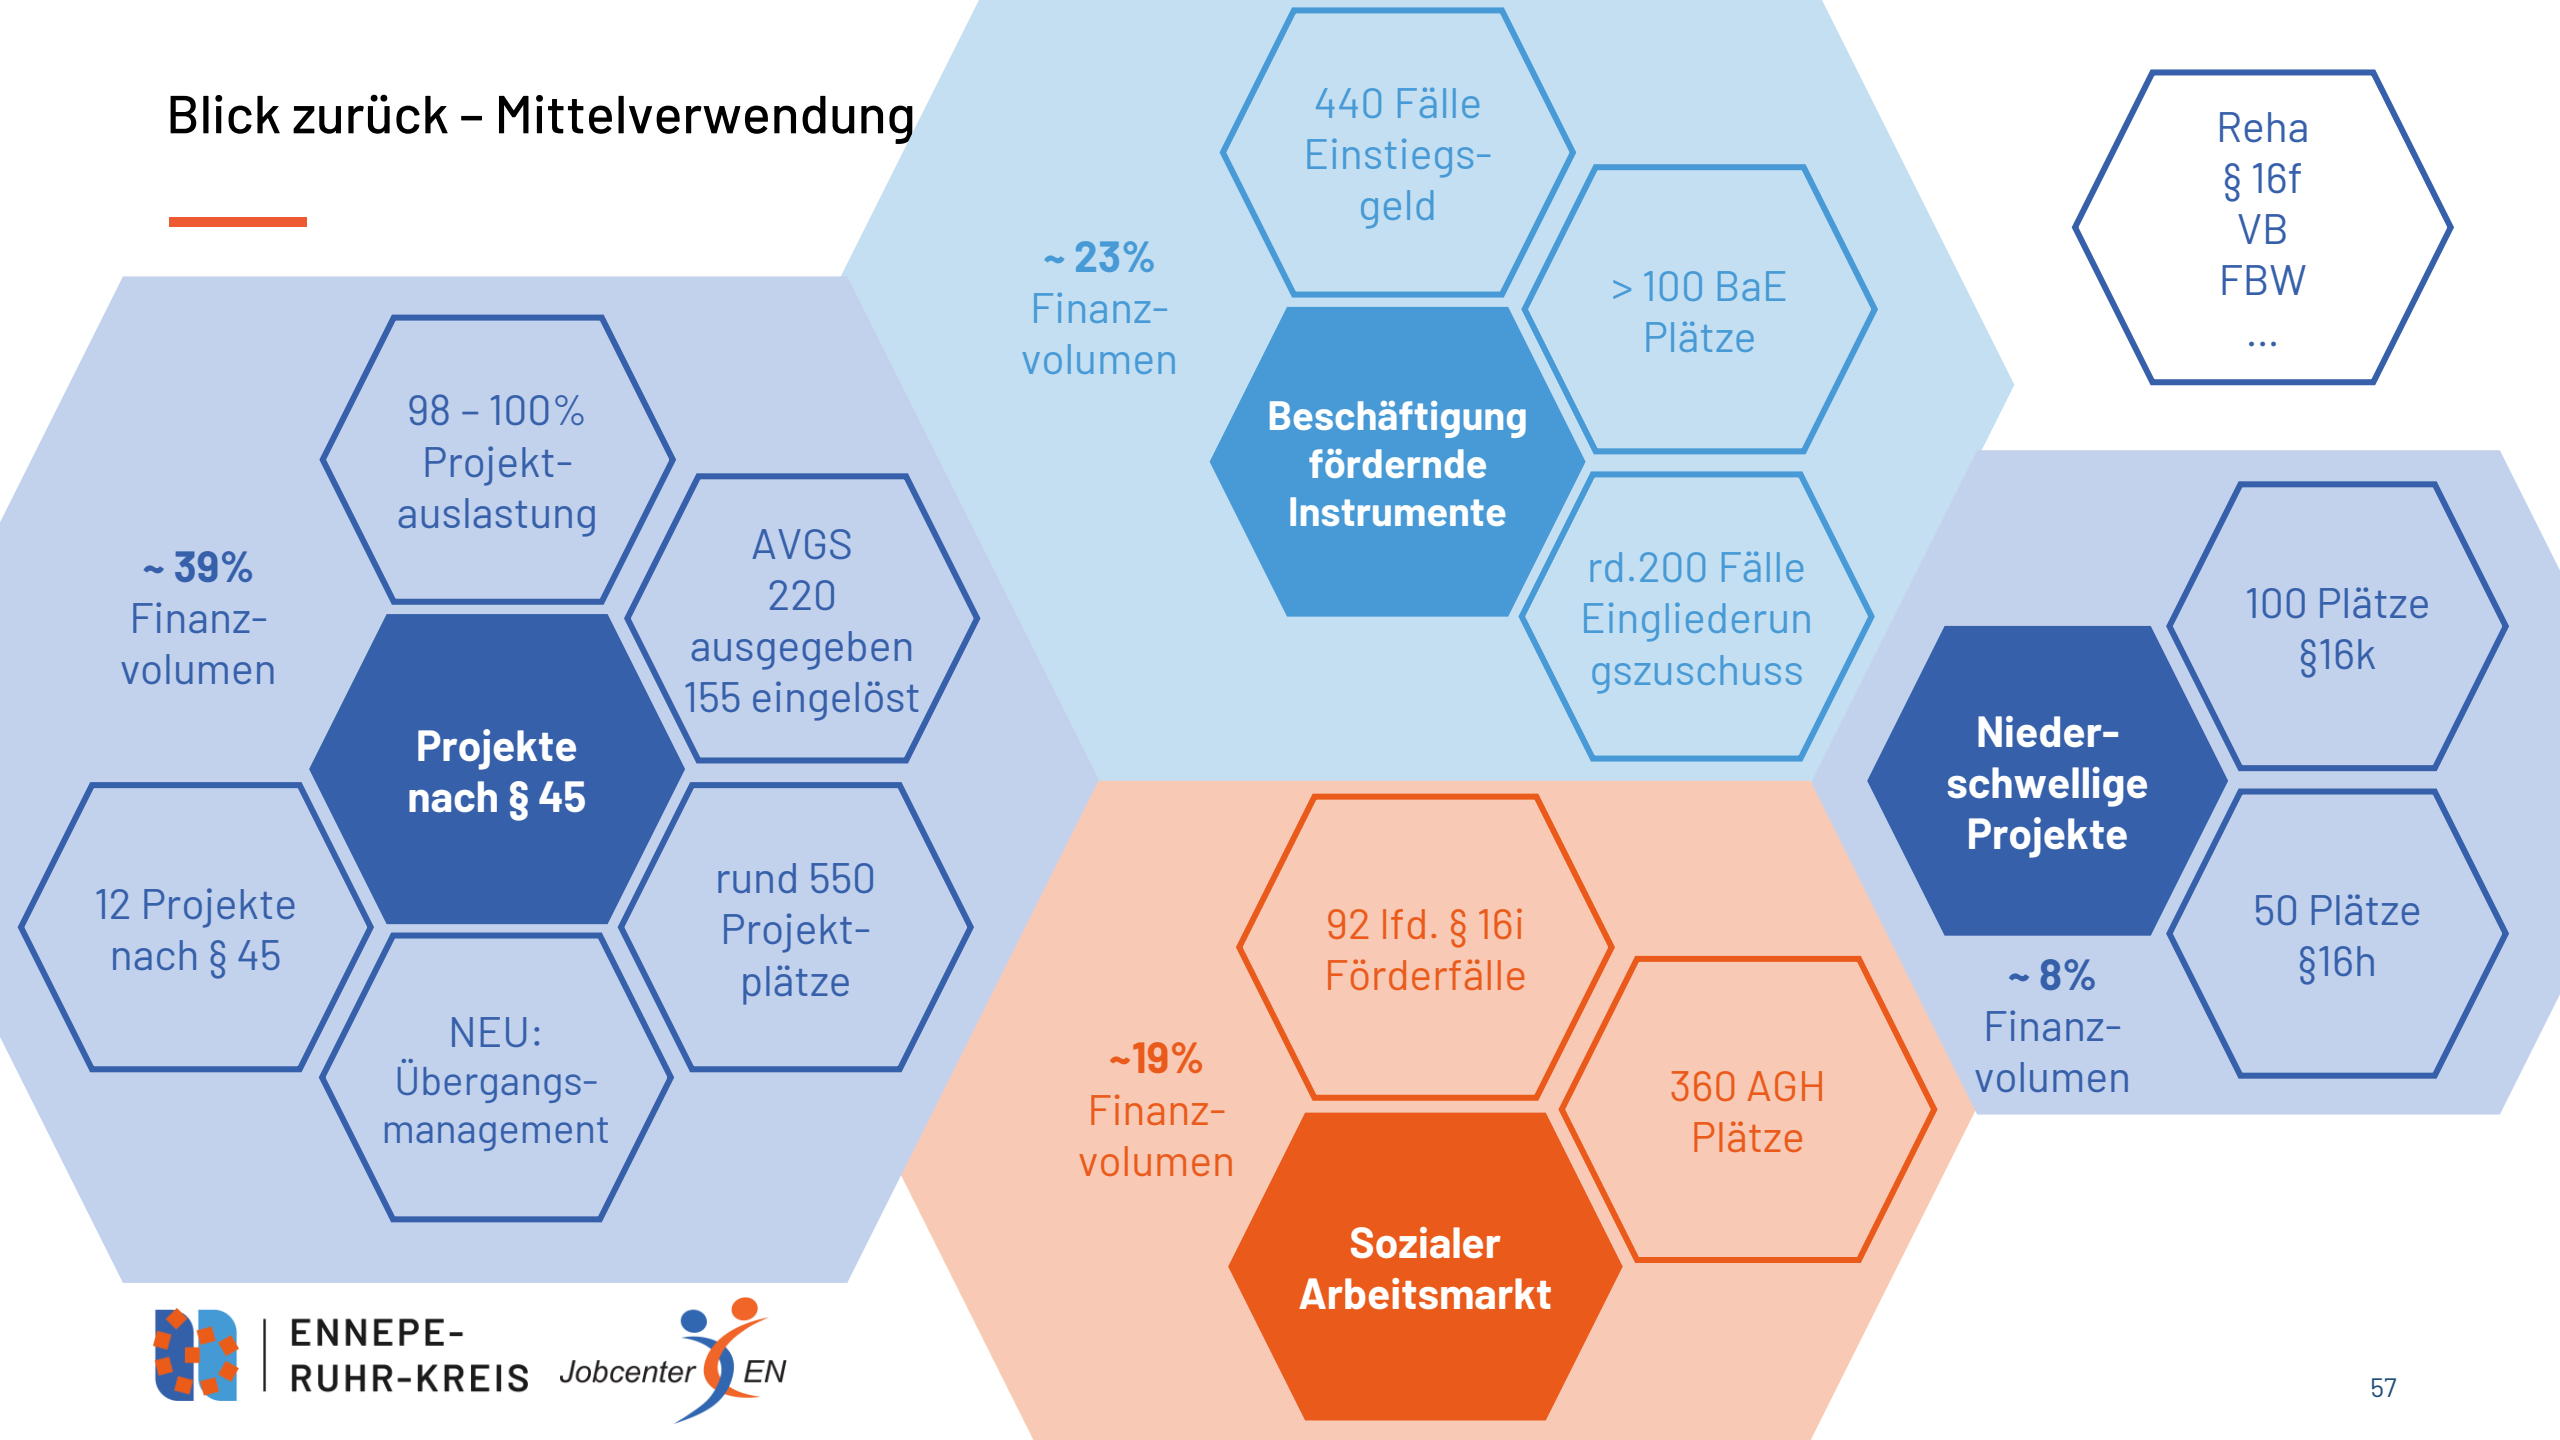 Blick zurück – Mittelverwendung
~ 39%
Finanz-
volumen
98 – 100%
Projekt-
auslastung
AVGS
220
ausgegeben
155 eingelöst
Projekte
nach § 45
12 Projekte
nach § 45
rund 550
Projekt-
plätze
NEU:
Übergangs-
management
~ 23%
Finanz-
volumen
440 Fälle
Einstiegs-
geld
> 100 BaE
Plätze
Beschäftigung
fördernde
Instrumente
rd.200 Fälle
Eingliederun
gszuschuss
Reha
§ 16f
VB
FBW
...
100 Plätze
§16k
Nieder-
schwellige
Projekte
50 Plätze
§16h
~ 8%
Finanz-
volumen
92 lfd. § 16i
Förderfälle
~19%
Finanz-
volumen
360 AGH
Plätze
Sozialer
Arbeitsmarkt
ENNEPE-
RUHR-KREIS
Jobcenter EN
57